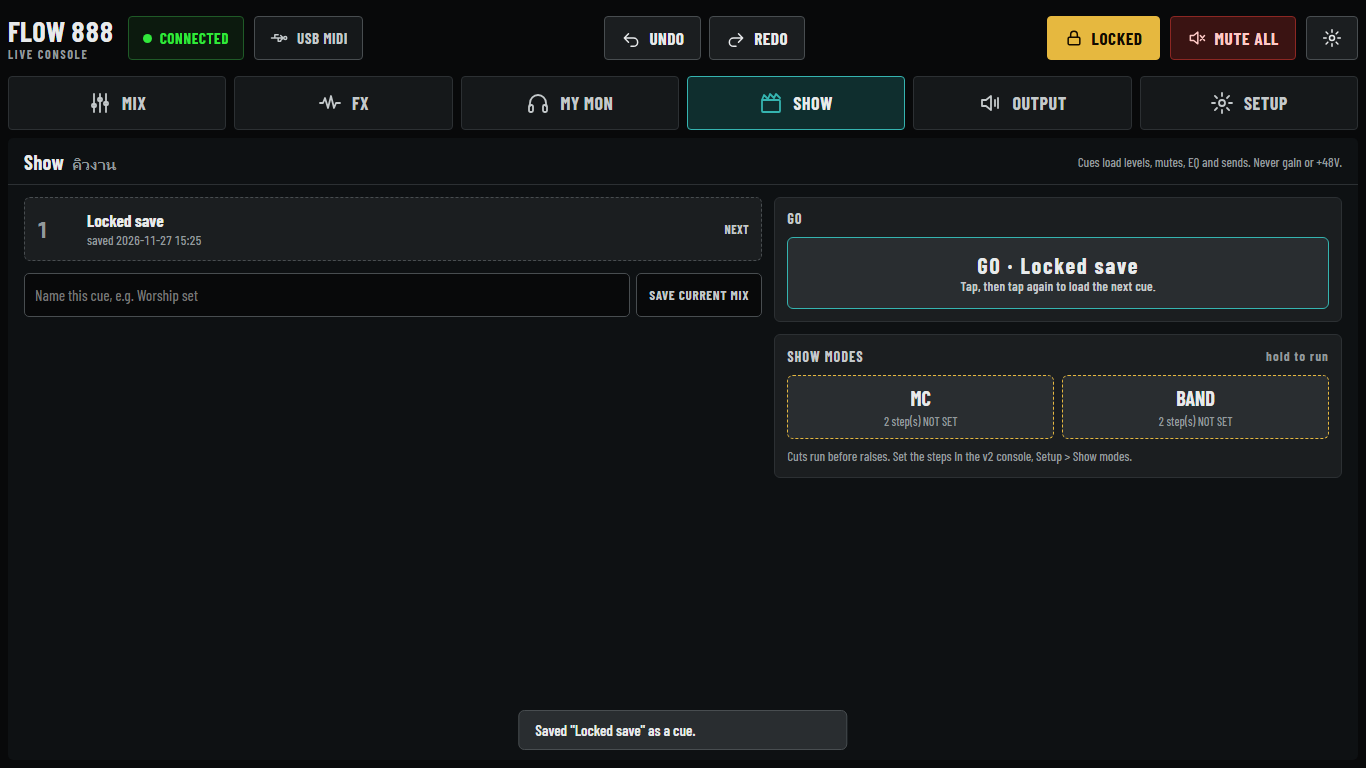 FLOW 888
LIVE CONSOLE
CONNECTED
USB MIDI
UNDO
REDO
LOCKED
MUTE ALL
MIX
FX
MY MON
SHOW
OUTPUT
SETUP
Show คิวงาน
Cues load levels, mutes, EQ and sends. Never gain or +48V.
1
Locked save
saved 2026-11-27 15:25
NEXT
Name this cue, e.g. Worship set
SAVE CURRENT MIX
GO
GO · Locked save
Tap, then tap again to load the next cue.
SHOW MODES
hold to run
MC
2 step(s) NOT SET
BAND
2 step(s) NOT SET
Cuts run before raises. Set the steps in the v2 console, Setup > Show modes.
Saved "Locked save" as a cue.